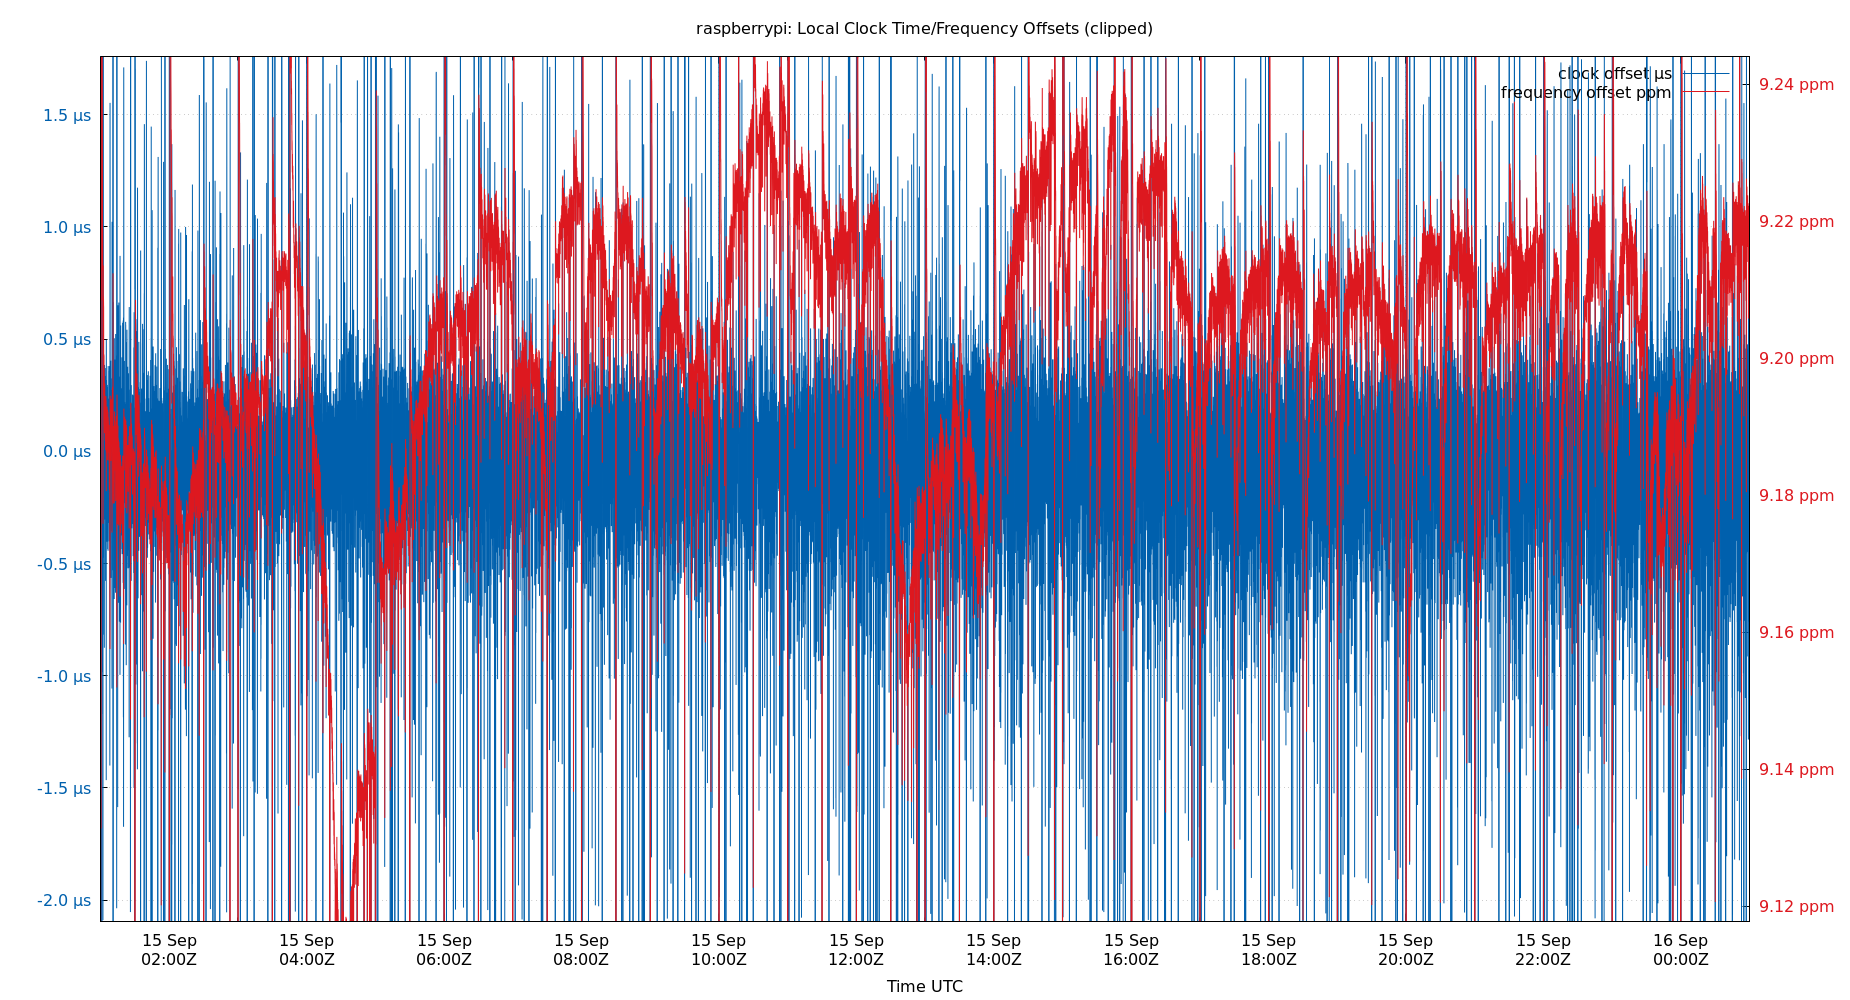 raspberrypi: Local Clock Time/Frequency Offsets (clipped)
clock offset µs
frequency offset ppm
1.5 µs
1.0 µs
0.5 µs
0.0 µs
-0.5 µs
-1.0 µs
-1.5 µs
-2.0 µs
9.24 ppm
9.22 ppm
9.20 ppm
9.18 ppm
9.16 ppm
9.14 ppm
9.12 ppm
15 Sep 15 Sep 15 Sep 15 Sep 15 Sep 15 Sep 15 Sep 15 Sep 15 Sep 15 Sep 15 Sep 16 Sep
02:00Z 04:00Z 06:00Z 08:00Z 10:00Z 12:00Z 14:00Z 16:00Z 18:00Z 20:00Z 22:00Z 00:00Z
Time UTC